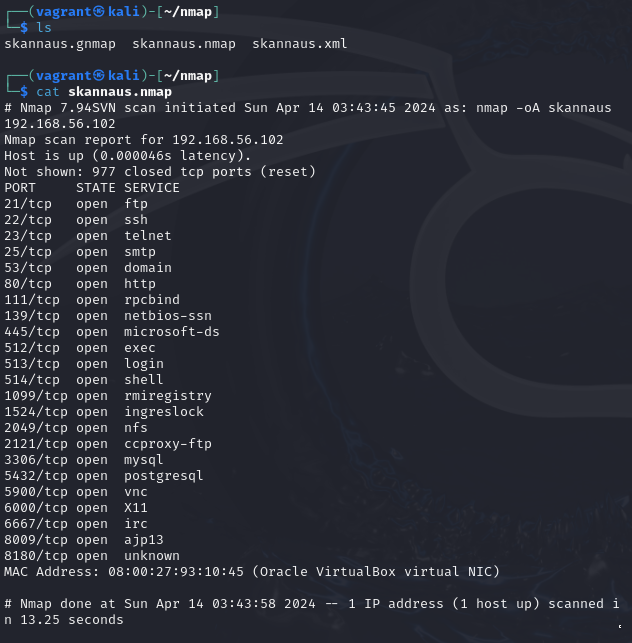 ┌──(vagrant㉿kali)-[~/nmap]
└─$ ls
skannaus.gnmap  skannaus.nmap  skannaus.xml
┌──(vagrant㉿kali)-[~/nmap]
└─$ cat skannaus.nmap
# Nmap 7.94SVN scan initiated Sun Apr 14 03:43:45 2024 as: nmap -oA skannaus
192.168.56.102
Nmap scan report for 192.168.56.102
Host is up (0.000046s latency).
Not shown: 977 closed tcp ports (reset)
PORT     STATE SERVICE
21/tcp   open  ftp
22/tcp   open  ssh
23/tcp   open  telnet
25/tcp   open  smtp
53/tcp   open  domain
80/tcp   open  http
111/tcp  open  rpcbind
139/tcp  open  netbios-ssn
445/tcp  open  microsoft-ds
512/tcp  open  exec
513/tcp  open  login
514/tcp  open  shell
1099/tcp open  rmiregistry
1524/tcp open  ingreslock
2049/tcp open  nfs
2121/tcp open  ccproxy-ftp
3306/tcp open  mysql
5432/tcp open  postgresql
5900/tcp open  vnc
6000/tcp open  X11
6667/tcp open  irc
8009/tcp open  ajp13
8180/tcp open  unknown
MAC Address: 08:00:27:93:10:45 (Oracle VirtualBox virtual NIC)
# Nmap done at Sun Apr 14 03:43:58 2024 -- 1 IP address (1 host up) scanned i
n 13.25 seconds